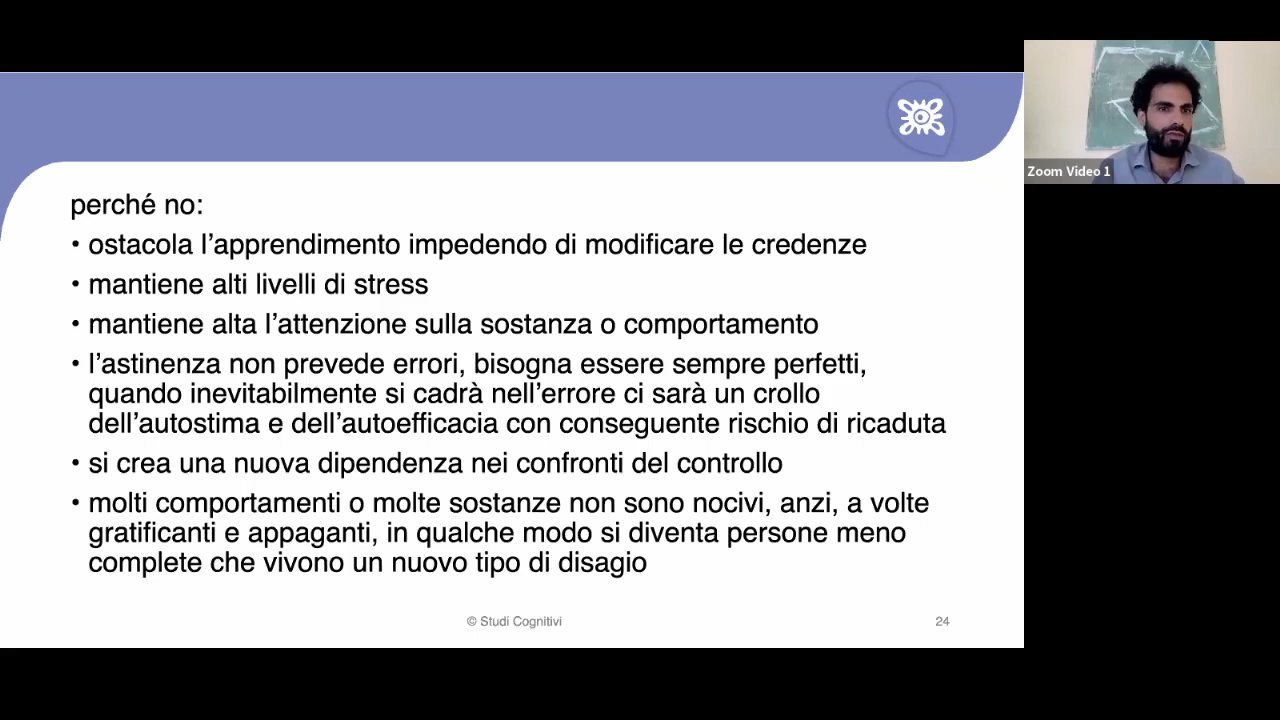 perché no:
• ostacola l’apprendimento impedendo di modificare le credenze
• mantiene alti livelli di stress
• mantiene alta l’attenzione sulla sostanza o comportamento
• l’astinenza non prevede errori, bisogna essere sempre perfetti,
quando inevitabilmente si cadrà nell’errore ci sarà un crollo
dell’autostima e dell’autoefficacia con conseguente rischio di ricaduta
• si crea una nuova dipendenza nei confronti del controllo
• molti comportamenti o molte sostanze non sono nocivi, anzi, a volte
gratificanti e appaganti, in qualche modo si diventa persone meno
complete che vivono un nuovo tipo di disagio
© Studi Cognitivi
24
Zoom Video 1